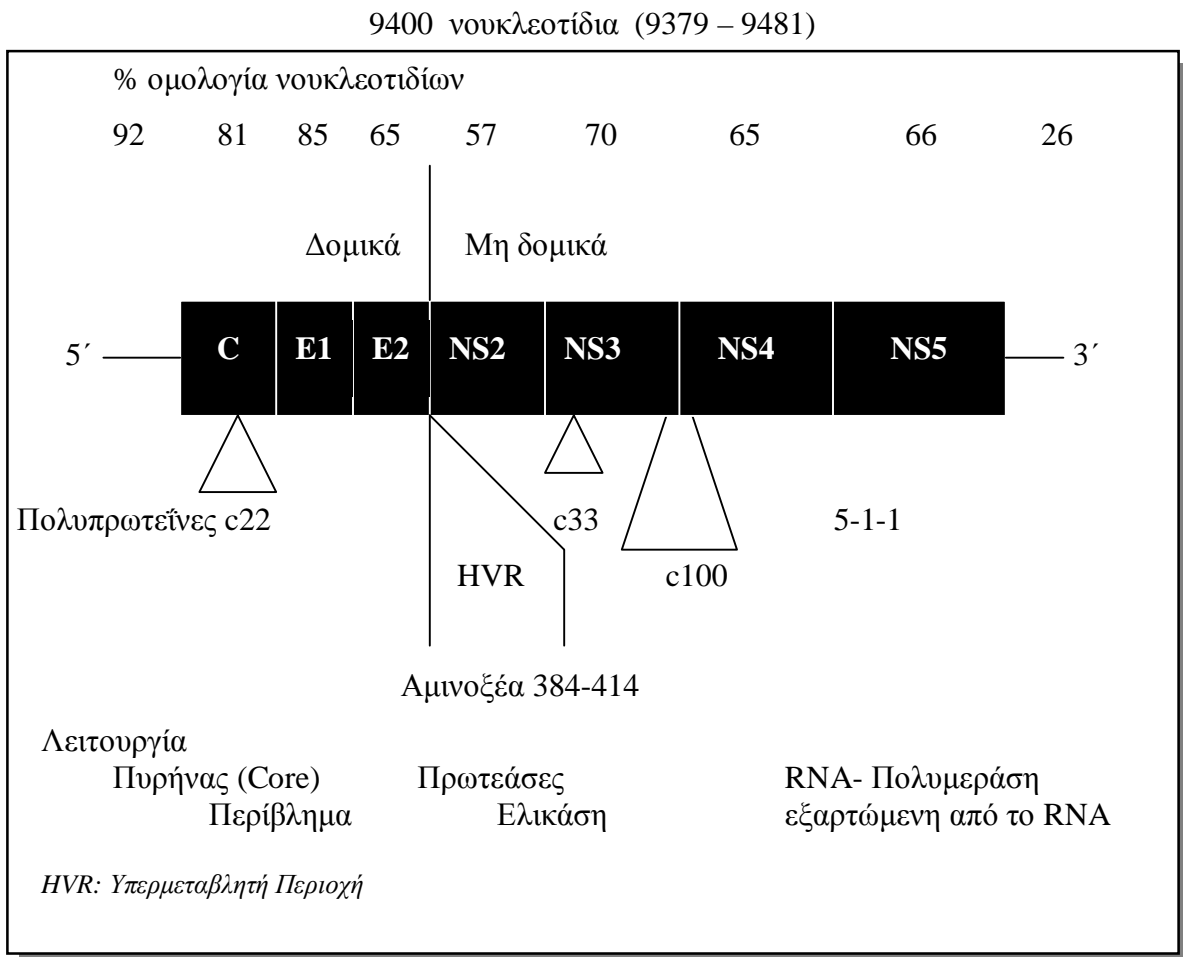 9400 νουκλεοτίδια (9379 – 9481)
% ομολογία νουκλεοτιδίων
92 81 85 65 57 70 65 66 26
Δομικά Μη δομικά
5΄ C E1 E2 NS2 NS3 NS4 NS5 3΄
Πολυπρωτεΐνες c22 c33 5-1-1
HVR c100
Αμινοξέα 384-414
Λειτουργία
Πυρήνας (Core) Πρωτεάσες RNA- Πολυμεράση
Περίβλημα Ελικάση εξαρτώμενη από το RNA
HVR: Υπερμεταβλητή Περιοχή